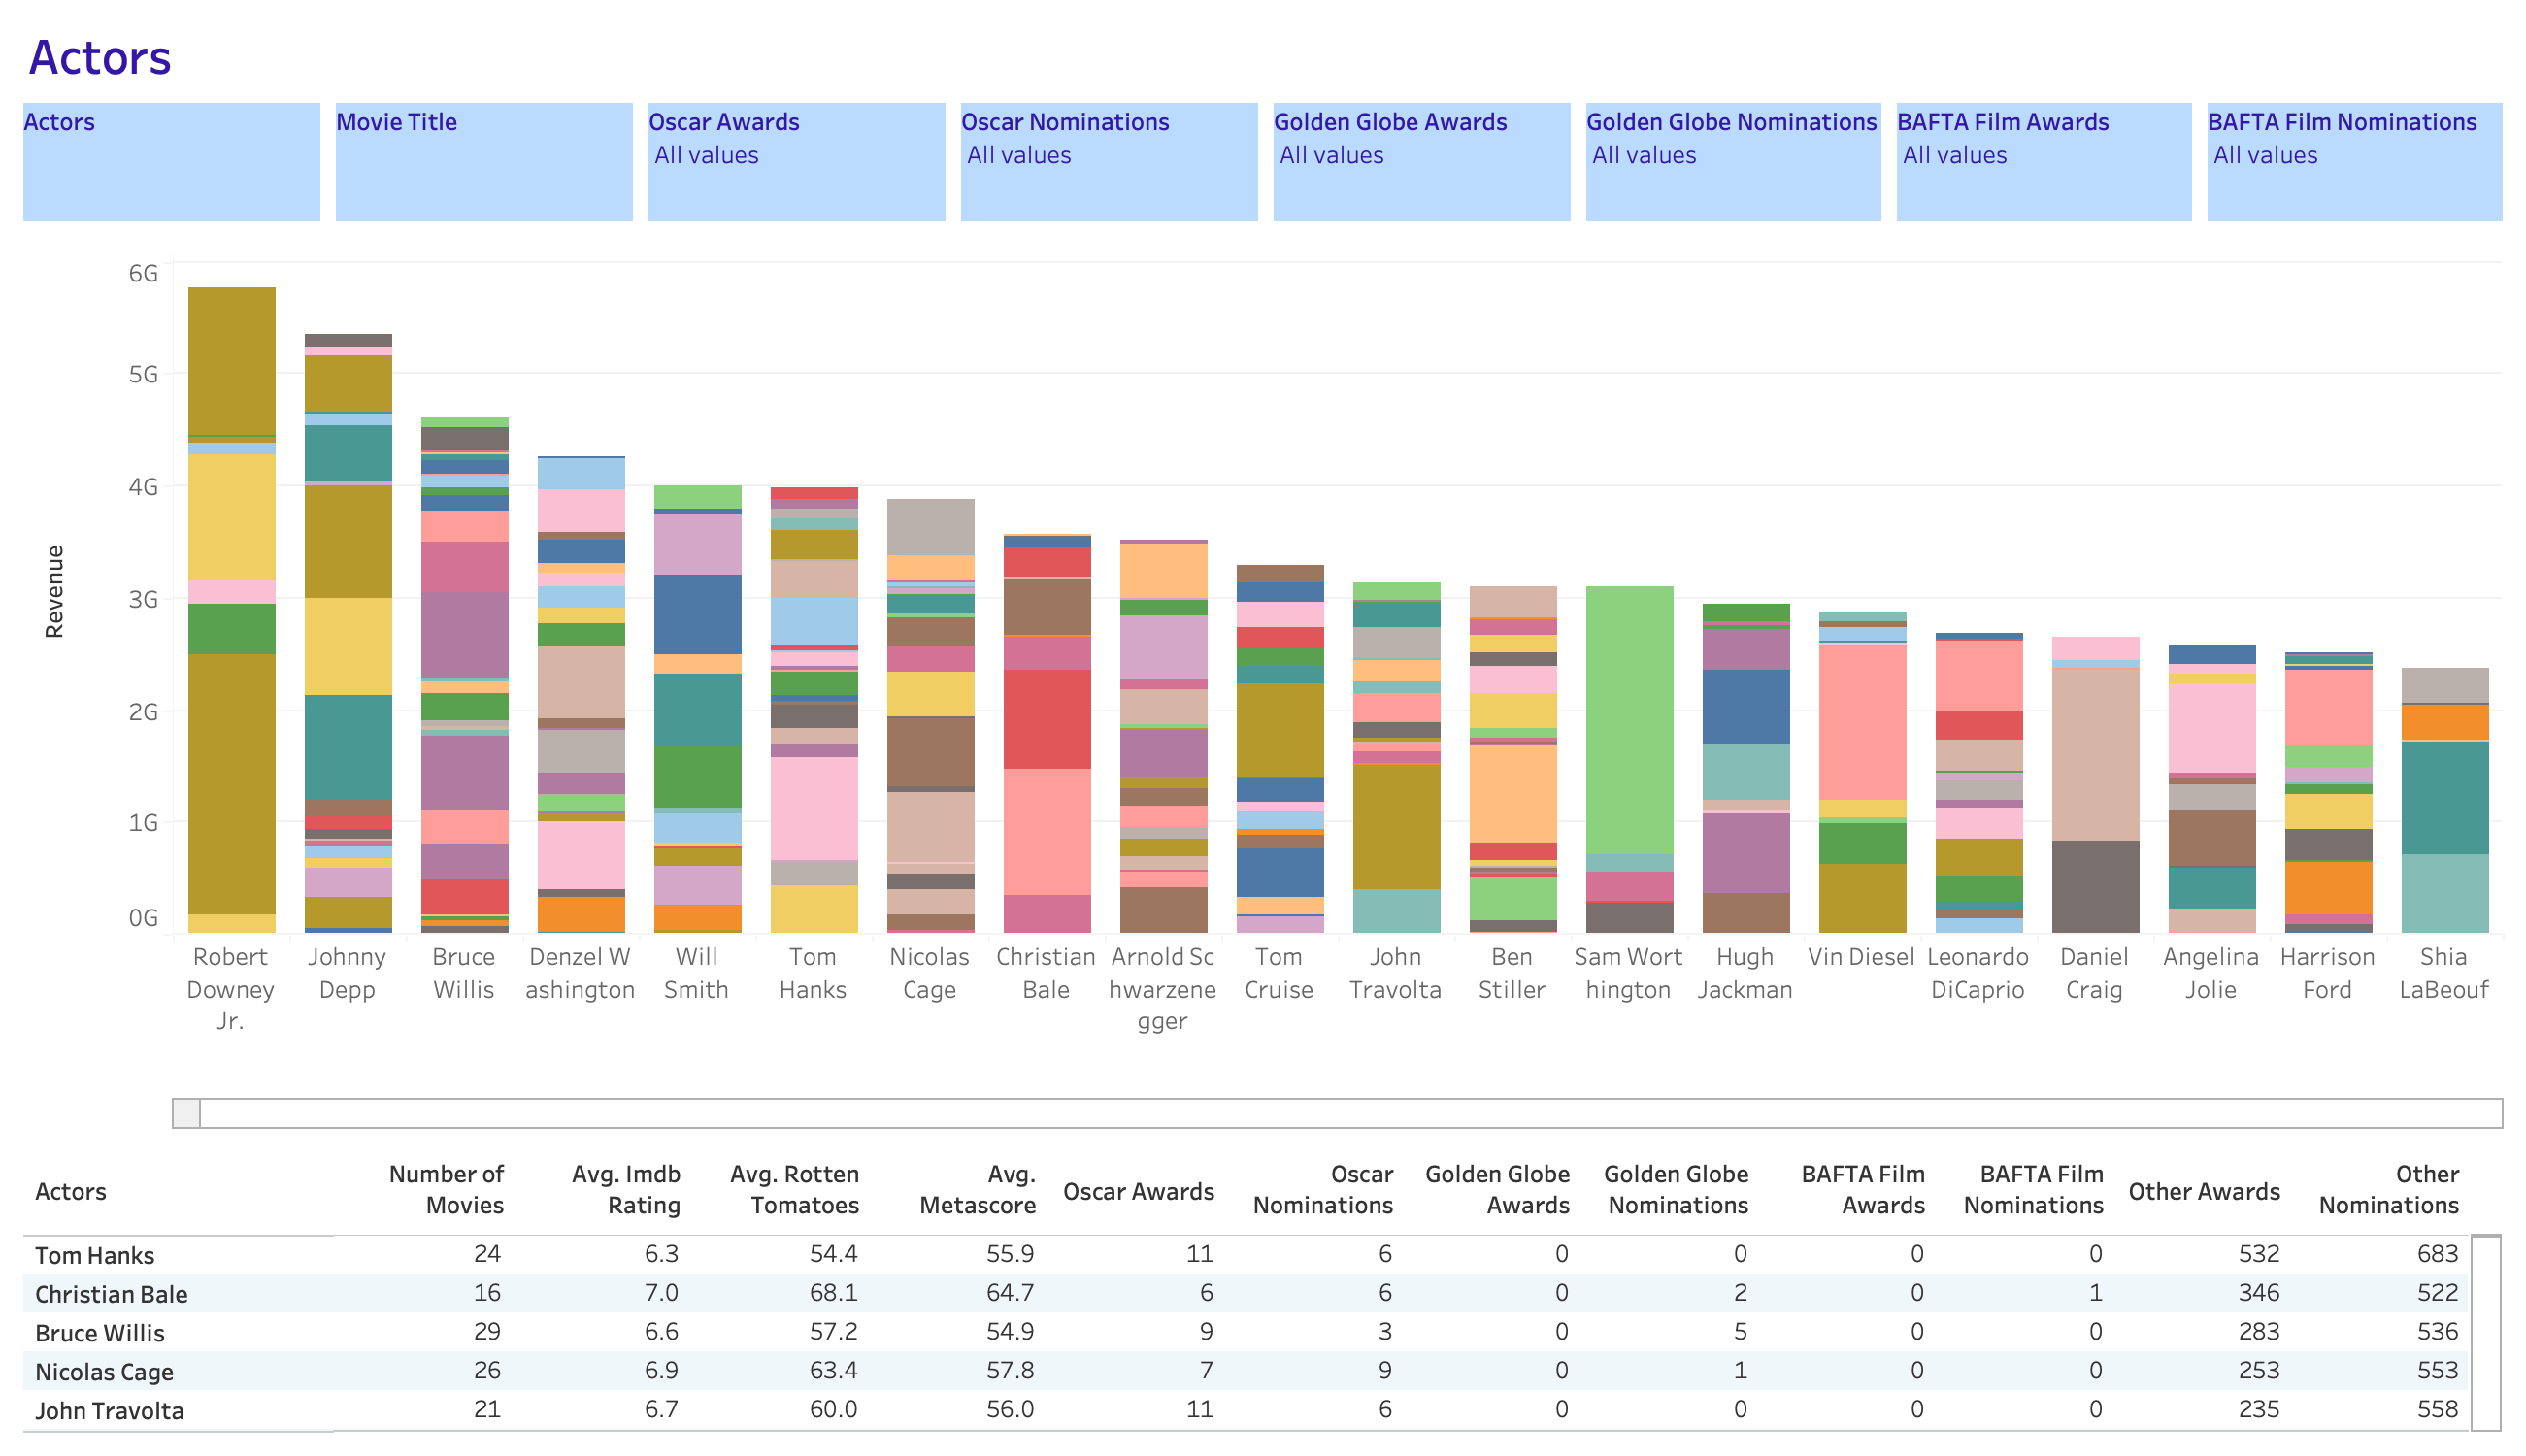 Actors
Actors Movie Title Oscar Awards Oscar Nominations Golden Globe Awards Golden Globe Nominations BAFTA Film Awards BAFTA Film Nominations
All values All values All values All values All values All values
6G
5G
4G
3G
2G
1G
0G
Revenue
Robert Johnny Bruce Denzel W Will Tom Nicolas Christian Arnold Sc Tom John Ben Sam Wort Hugh Vin Diesel Leonardo Daniel Angelina Harrison Shia
Downey Depp Willis ashington Smith Hanks Cage Bale hwarzene Cruise Travolta Stiller hington Jackman DiCaprio Craig Jolie Ford LaBeouf
Jr. gger
Number of Avg. Imdb Avg. Rotten Avg. Oscar Golden Globe Golden Globe BAFTA Film BAFTA Film Other
Actors Oscar Awards Other Awards
Movies Rating Tomatoes Metascore Nominations Awards Nominations Awards Nominations Nominations
Tom Hanks 24 6.3 54.4 55.9 11 6 0 0 0 0 532 683
Christian Bale 16 7.0 68.1 64.7 6 6 0 2 0 1 346 522
Bruce Willis 29 6.6 57.2 54.9 9 3 0 5 0 0 283 536
Nicolas Cage 26 6.9 63.4 57.8 7 9 0 1 0 0 253 553
John Travolta 21 6.7 60.0 56.0 11 6 0 0 0 0 235 558